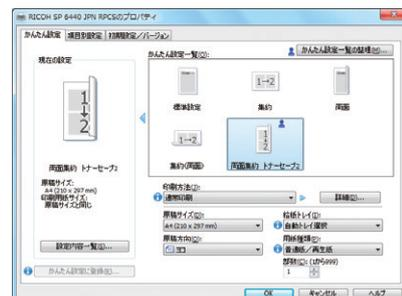 RICOH SP 6440 JPN RPCSのプロパティ
かんたん設定 項目別設定 初期設定／バージョン
現在の設定
1
2
両面集約 トナーセーブ2
原稿サイズ:
A4 (210 x 297 mm)
印刷用紙サイズ:
原稿サイズと同じ
設定内容一覧(S)...
かんたん設定に登録(R)...
かんたん設定一覧(Q):
かんたん設定一覧の整理(M)...
標準設定
1→2
集約
両面
1→2
集約(両面)
1
2
両面集約 トナーセーブ2
印刷方法(J):
通常印刷
詳細(L)...
原稿サイズ(Z):
A4 (210 x 297 mm)
原稿方向(O):
ヨコ
給紙トレイ(I):
自動トレイ選択
用紙種類(P):
普通紙／再生紙
部数(C): (1から999)
1
OK
キャンセル
ヘルプ